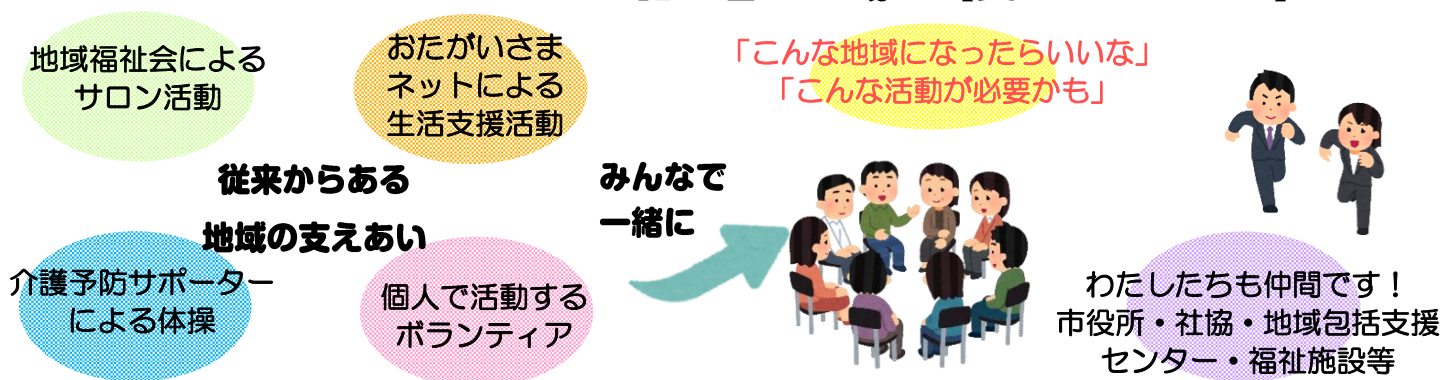 地域福祉会による
サロン活動
おたがいさま
ネットによる
生活支援活動
従来からある
地域の支えあい
介護予防サポーター
による体操
個人で活動する
ボランティア
みんなで
一緒に
「こんな地域になったらいいな」
「こんな活動が必要かも」
わたしたちも仲間です！
市役所・社協・地域包括支援
センター・福祉施設等